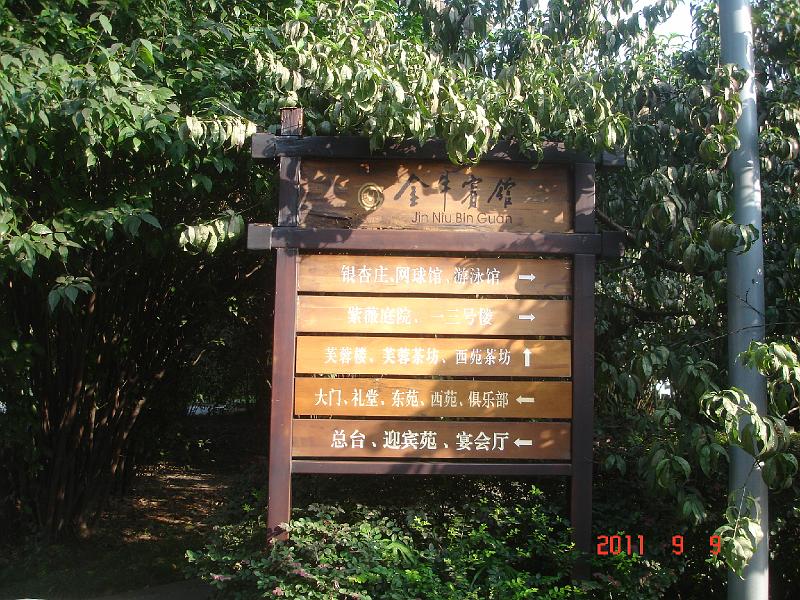 金牛宾馆
Jin Niu Bin Guan
银杏庄、网球馆、游泳馆 →
紫薇庭院、一二三号楼 →
芙蓉楼、芙蓉茶坊、西苑茶坊 ↑
大门、礼堂、东苑、西苑、俱乐部 ←
总台、迎宾苑、宴会厅 ←
2011 9 9